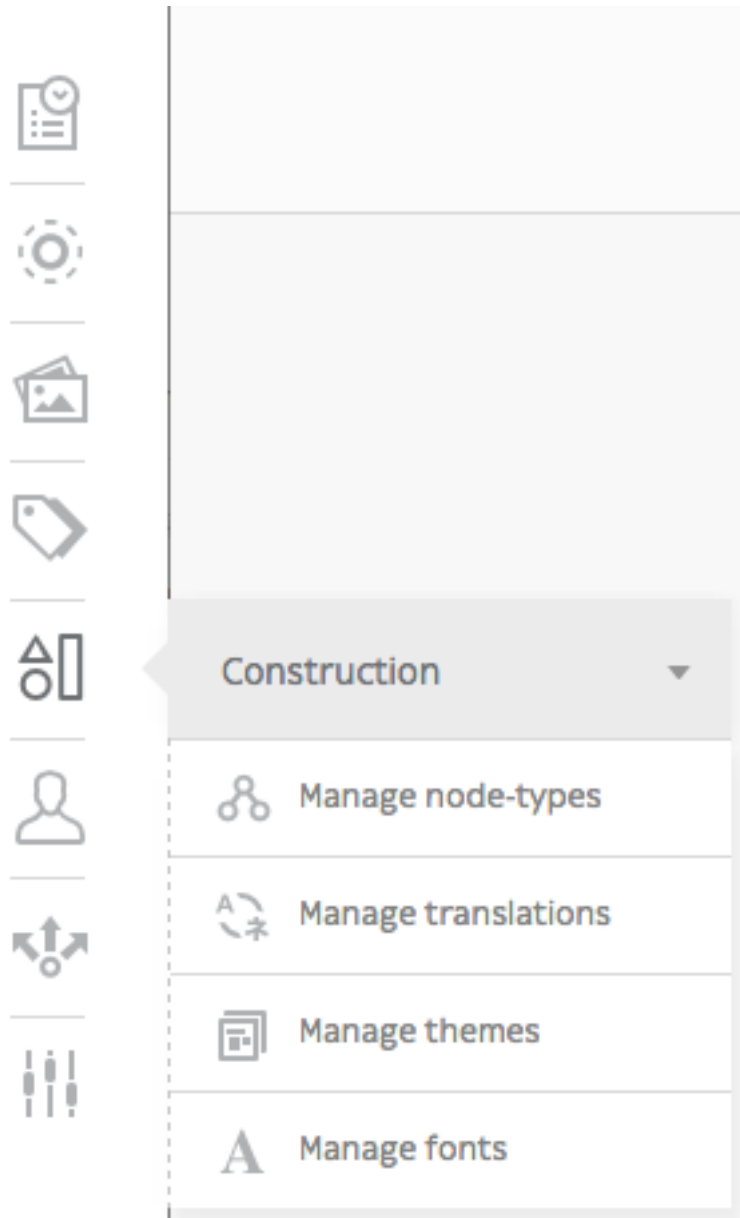 Construction
Manage node-types
Manage translations
Manage themes
Manage fonts